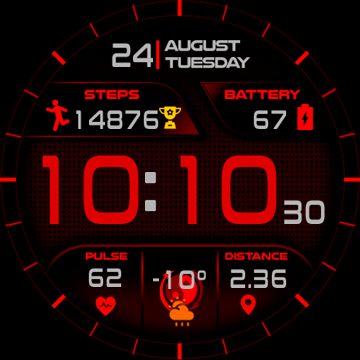 24 AUGUST
TUESDAY
STEPS BATTERY
14876 67
10:10 30
PULSE DISTANCE
62 -10° 2.36